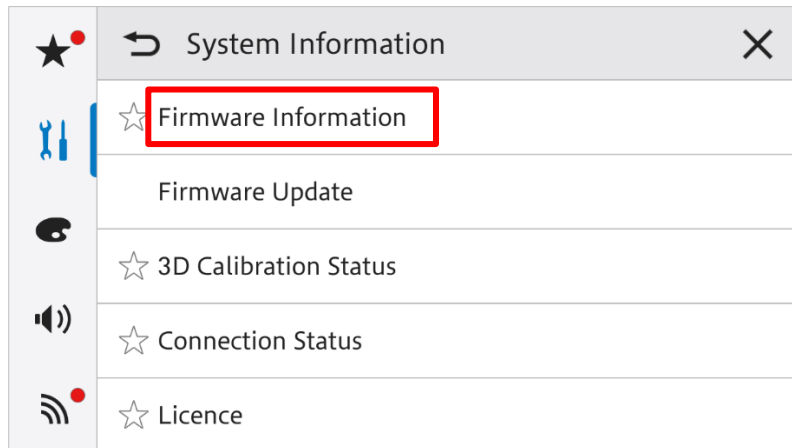 System Information
Firmware Information
Firmware Update
3D Calibration Status
Connection Status
Licence